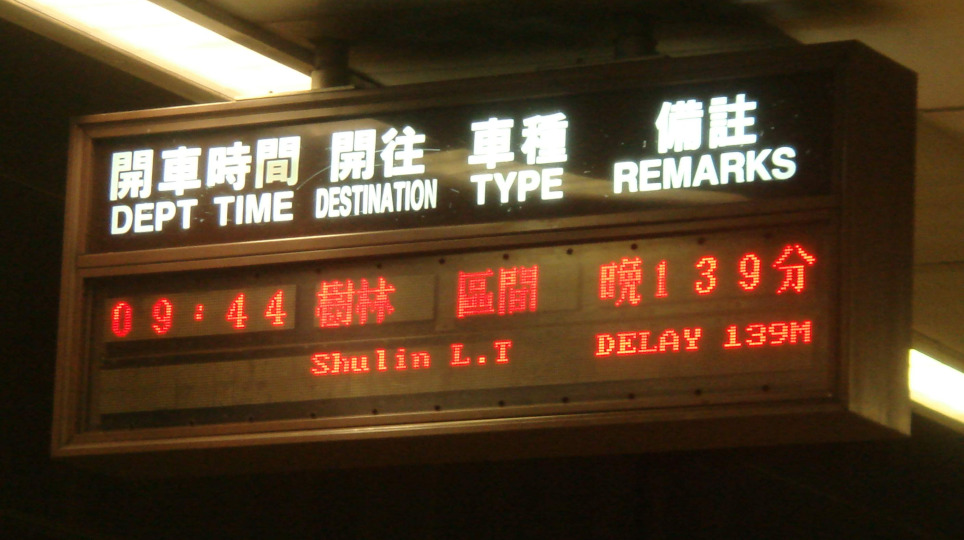 開車時間 開往 車種 備註
DEPT TIME DESTINATION TYPE REMARKS
09:44 樹林 區間 晚139分
Shulin L.T DELAY 139M